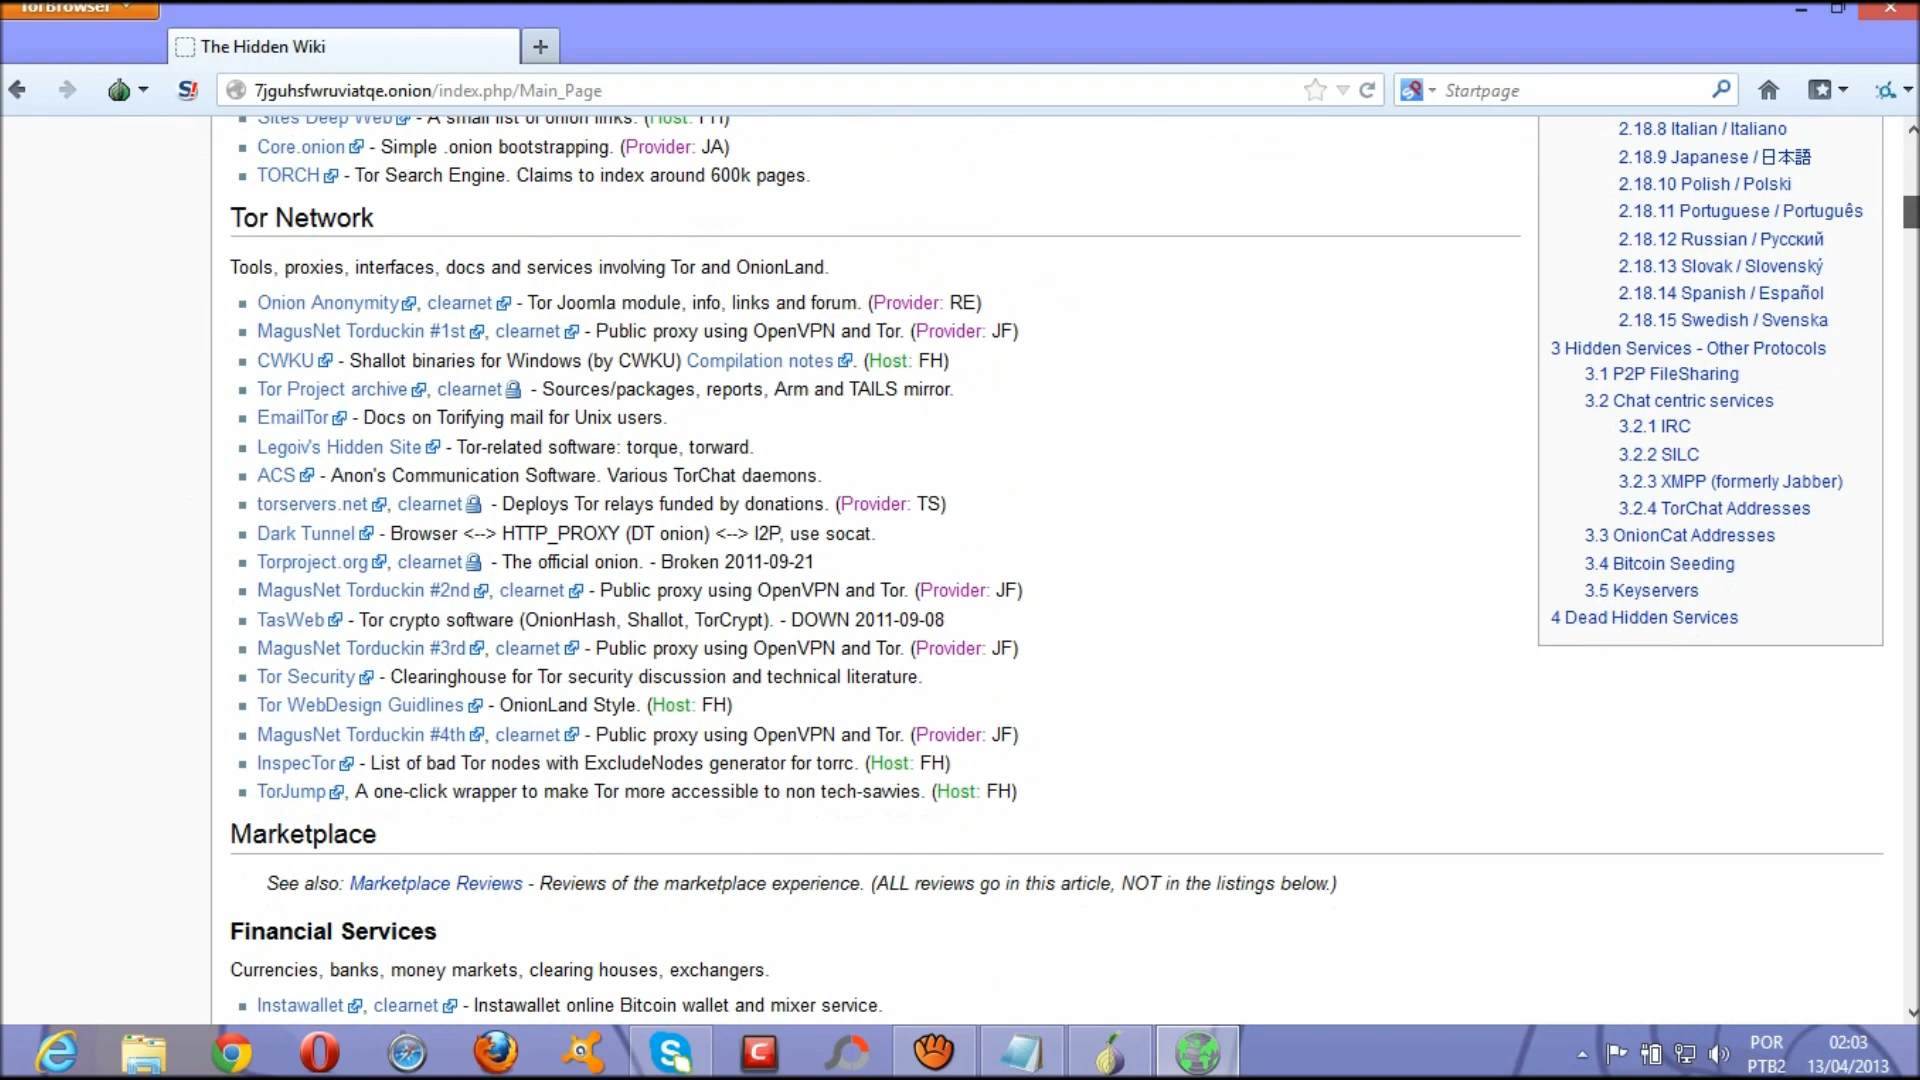 TorBrowser
The Hidden Wiki
7jguhsfwruviatqe.onion/index.php/Main_Page
Startpage
Sites Deep Web - A small list of onion links. (Host: FH)
Core.onion - Simple .onion bootstrapping. (Provider: JA)
TORCH - Tor Search Engine. Claims to index around 600k pages.
Tor Network
Tools, proxies, interfaces, docs and services involving Tor and OnionLand.
Onion Anonymity, clearnet - Tor Joomla module, info, links and forum. (Provider: RE)
MagusNet Torduckin #1st, clearnet - Public proxy using OpenVPN and Tor. (Provider: JF)
CWKU - Shallot binaries for Windows (by CWKU) Compilation notes. (Host: FH)
Tor Project archive, clearnet - Sources/packages, reports, Arm and TAILS mirror.
EmailTor - Docs on Torifying mail for Unix users.
Legoiv's Hidden Site - Tor-related software: torque, torward.
ACS - Anon's Communication Software. Various TorChat daemons.
torservers.net, clearnet - Deploys Tor relays funded by donations. (Provider: TS)
Dark Tunnel - Browser <--> HTTP_PROXY (DT onion) <--> I2P, use socat.
Torproject.org, clearnet - The official onion. - Broken 2011-09-21
MagusNet Torduckin #2nd, clearnet - Public proxy using OpenVPN and Tor. (Provider: JF)
TasWeb - Tor crypto software (OnionHash, Shallot, TorCrypt). - DOWN 2011-09-08
MagusNet Torduckin #3rd, clearnet - Public proxy using OpenVPN and Tor. (Provider: JF)
Tor Security - Clearinghouse for Tor security discussion and technical literature.
Tor WebDesign Guidlines - OnionLand Style. (Host: FH)
MagusNet Torduckin #4th, clearnet - Public proxy using OpenVPN and Tor. (Provider: JF)
InspecTor - List of bad Tor nodes with ExcludeNodes generator for torrc. (Host: FH)
TorJump, A one-click wrapper to make Tor more accessible to non tech-savvies. (Host: FH)
Marketplace
See also: Marketplace Reviews - Reviews of the marketplace experience. (ALL reviews go in this article, NOT in the listings below.)
Financial Services
Currencies, banks, money markets, clearing houses, exchangers.
Instawallet, clearnet - Instawallet online Bitcoin wallet and mixer service.
2.18.8 Italian / Italiano
2.18.9 Japanese / 日本語
2.18.10 Polish / Polski
2.18.11 Portuguese / Português
2.18.12 Russian / Русский
2.18.13 Slovak / Slovenský
2.18.14 Spanish / Español
2.18.15 Swedish / Svenska
3 Hidden Services - Other Protocols
3.1 P2P FileSharing
3.2 Chat centric services
3.2.1 IRC
3.2.2 SILC
3.2.3 XMPP (formerly Jabber)
3.2.4 TorChat Addresses
3.3 OnionCat Addresses
3.4 Bitcoin Seeding
3.5 Keyservers
4 Dead Hidden Services
POR
PTB2
02:03
13/04/2013